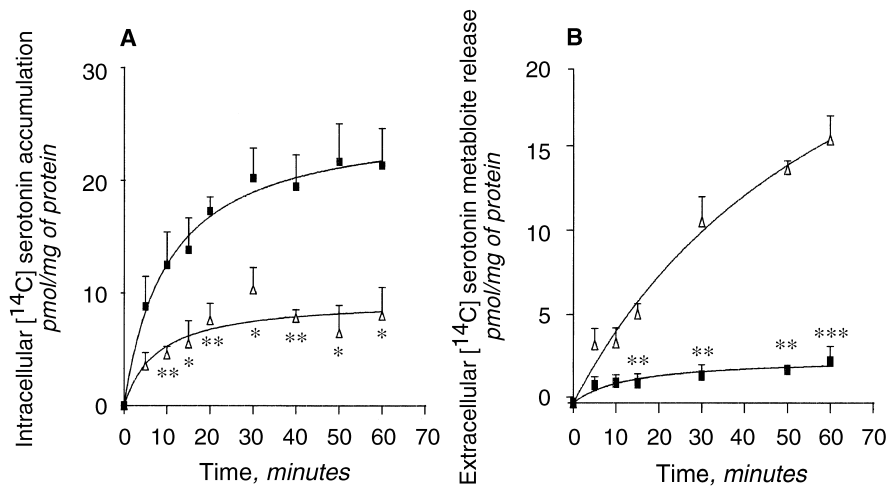 A
Intracellular [14C] serotonin accumulation
pmol/mg of protein
30
20
10
0
** * ** * ** * *
0 10 20 30 40 50 60 70
Time, minutes
B
Extracellular [14C] serotonin metabloite release
pmol/mg of protein
20
15
10
5
0
** ** ** ***
0 10 20 30 40 50 60 70
Time, minutes